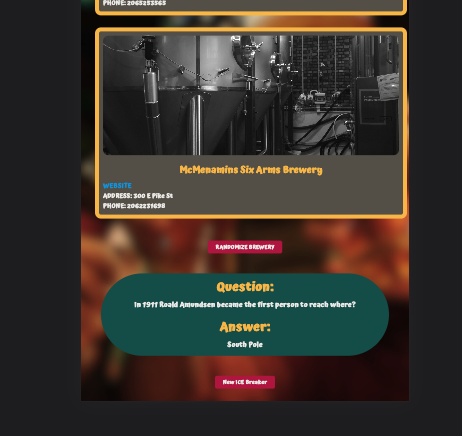 PHONE: 2063253563
McMenamins Six Arms Brewery
WEBSITE
ADDRESS: 300 E Pike St
PHONE: 2062231698
RANDOMIZE BREWERY
Question:
In 1911 Roald Amundsen became the first person to reach where?
Answer:
South Pole
New ICE Breaker